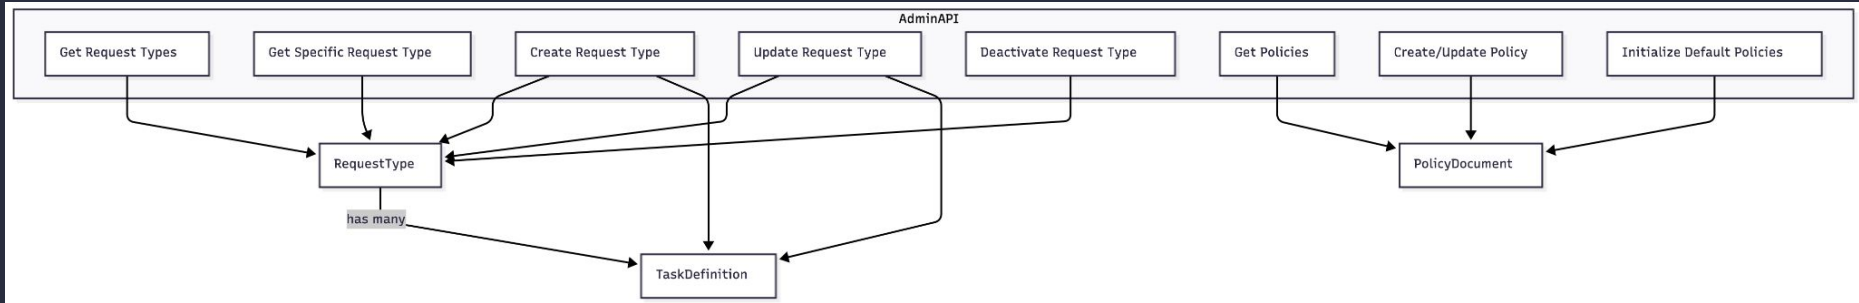 AdminAPI
Get Request Types
Get Specific Request Type
Create Request Type
Update Request Type
Deactivate Request Type
Get Policies
Create/Update Policy
Initialize Default Policies
RequestType
PolicyDocument
has many
TaskDefinition